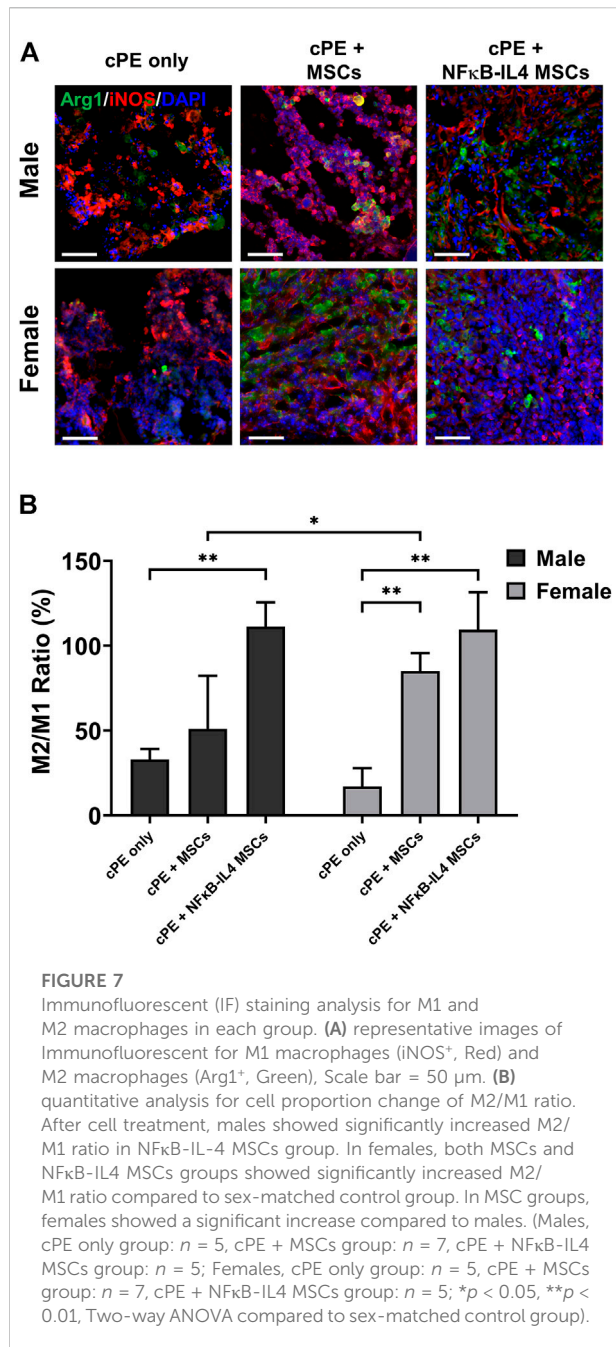 A
cPE only
cPE +
MSCs
cPE +
NFκB-IL4 MSCs
Arg1/iNOS/DAPI
Male
Female
B
M2/M1 Ratio (%)
150
100
50
0
*
**
**
**
Male
Female
cPE only
cPE + MSCs
cPE + NFκB-IL4 MSCs
cPE only
cPE + MSCs
cPE + NFκB-IL4 MSCs
FIGURE 7
Immunofluorescent (IF) staining analysis for M1 and
M2 macrophages in each group. (A) representative images of
Immunofluorescent for M1 macrophages (iNOS⁺, Red) and
M2 macrophages (Arg1⁺, Green), Scale bar = 50 μm. (B)
quantitative analysis for cell proportion change of M2/M1 ratio.
After cell treatment, males showed significantly increased M2/
M1 ratio in NFκB-IL-4 MSCs group. In females, both MSCs and
NFκB-IL4 MSCs groups showed significantly increased M2/
M1 ratio compared to sex-matched control group. In MSC groups,
females showed a significant increase compared to males. (Males,
cPE only group: n = 5, cPE + MSCs group: n = 7, cPE + NFκB-IL4
MSCs group: n = 5; Females, cPE only group: n = 5, cPE + MSCs
group: n = 7, cPE + NFκB-IL4 MSCs group: n = 5; *p < 0.05, **p <
0.01, Two-way ANOVA compared to sex-matched control group).